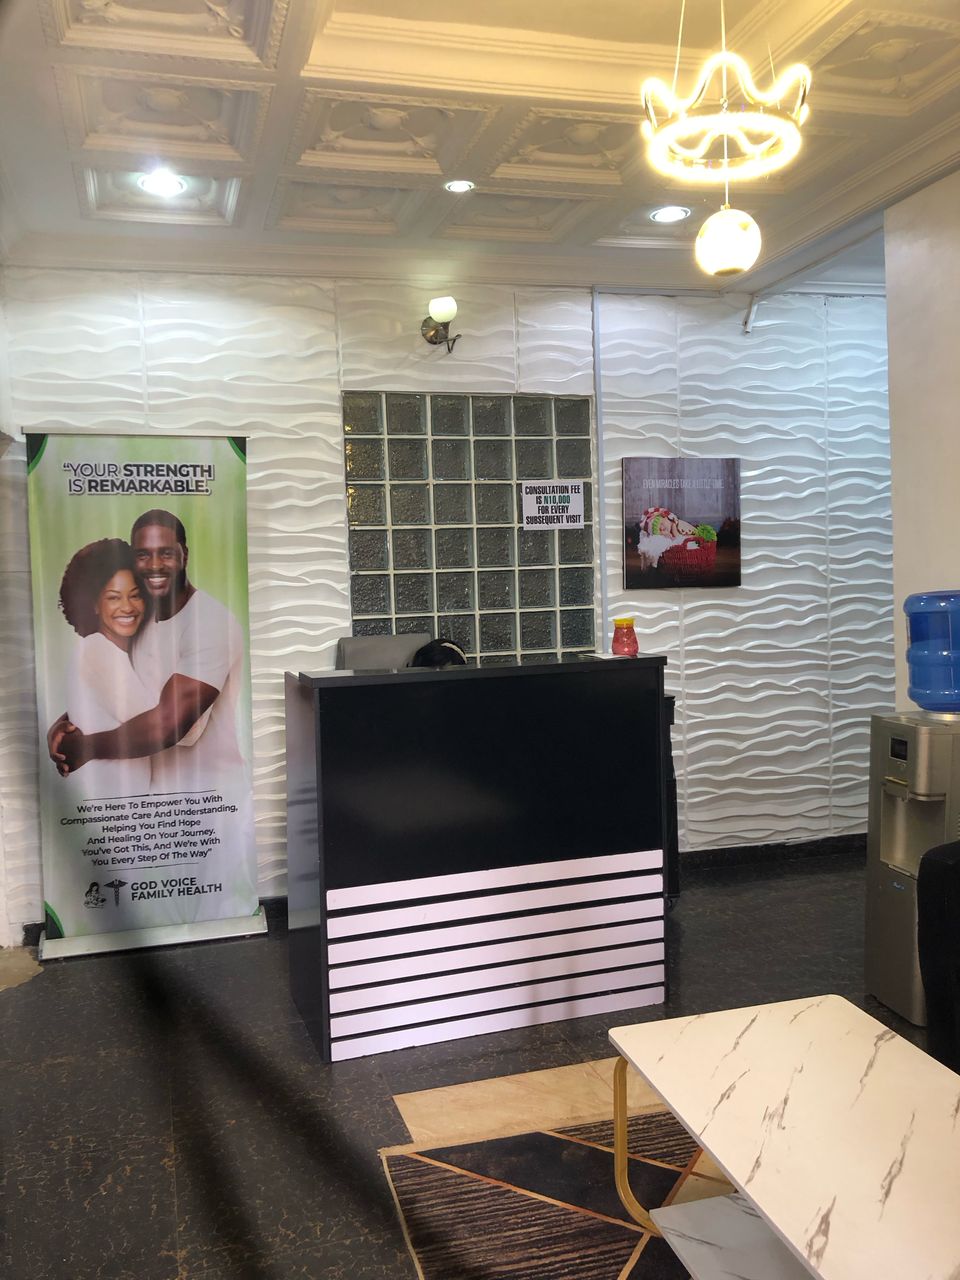 "YOUR STRENGTH
IS REMARKABLE.
We're Here To Empower You With
Compassionate Care And Understanding,
Helping You Find Hope
And Healing On Your Journey.
You've Got This, And We're With
You Every Step Of The Way"
GOD VOICE
FAMILY HEALTH
CONSULTATION FEE
IS N10,000
FOR EVERY
SUBSEQUENT VISIT
EVEN MIRACLES TAKE A LITTLE TIME.